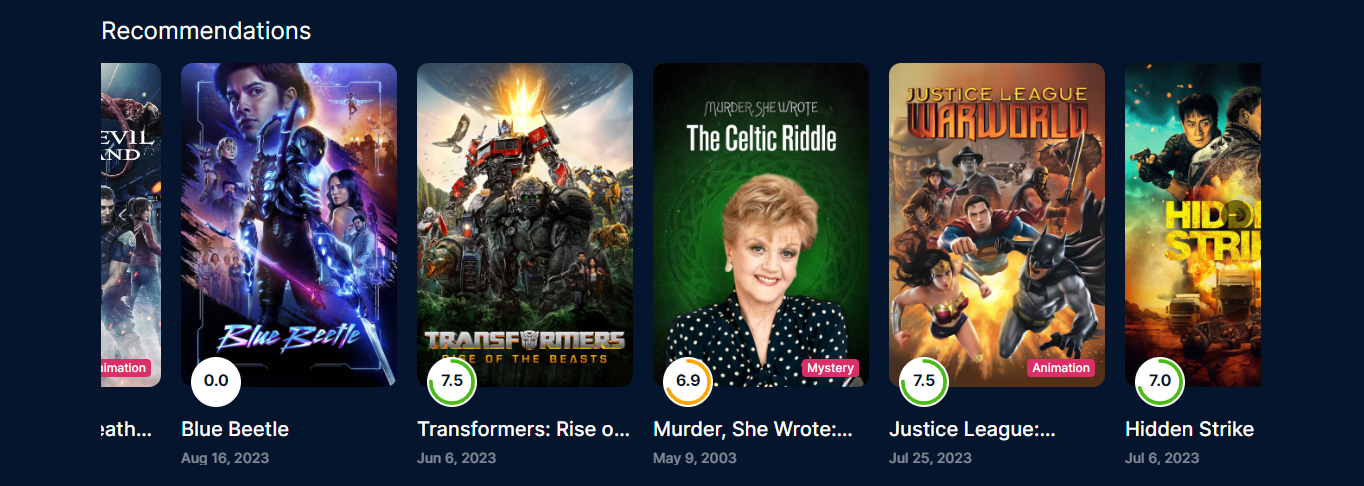 Recommendations
EVIL
AND
imation
eath...
Blue Beetle
0.0
Blue Beetle
Aug 16, 2023
TRANSFORMERS
RISE OF THE BEASTS
7.5
Transformers: Rise o...
Jun 6, 2023
MURDER, SHE WROTE
The Celtic Riddle
Mystery
6.9
Murder, She Wrote:...
May 9, 2003
JUSTICE LEAGUE
WARWORLD
Animation
7.5
Justice League:...
Jul 25, 2023
HIDD
STRIK
7.0
Hidden Strike
Jul 6, 2023